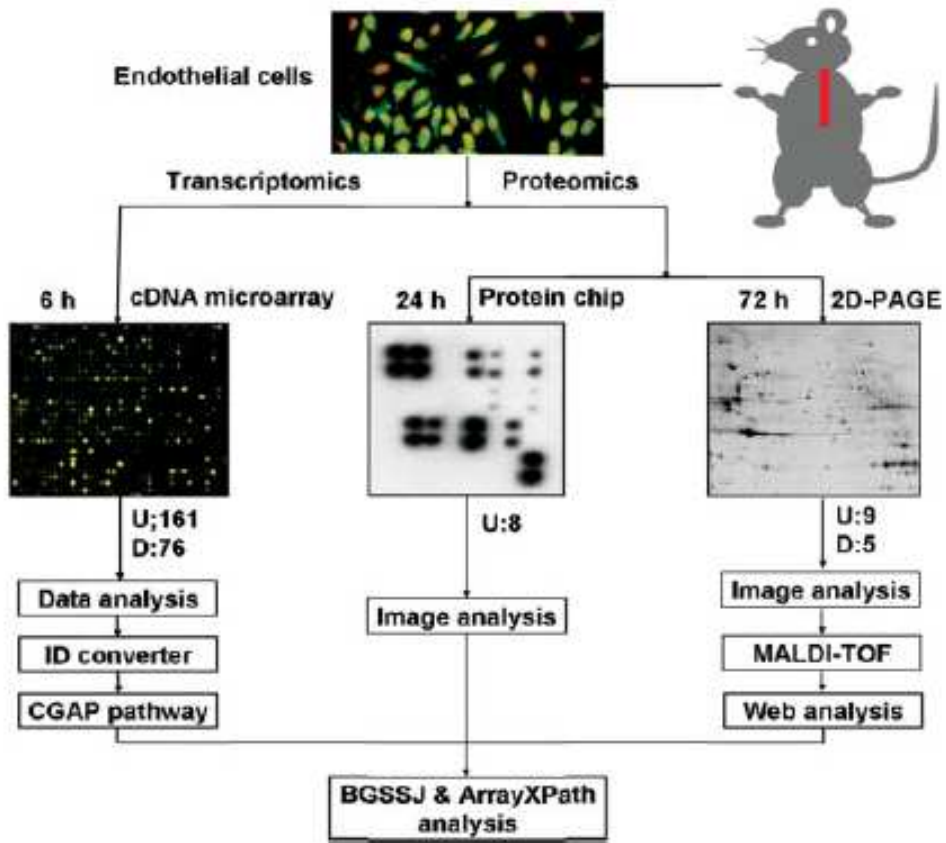 Endothelial cells
Transcriptomics
Proteomics
6 h
cDNA microarray
24 h
Protein chip
72 h
2D-PAGE
U;161
D:76
U:8
U:9
D:5
Data analysis
ID converter
CGAP pathway
Image analysis
Image analysis
MALDI-TOF
Web analysis
BGSSJ & ArrayXPath
analysis